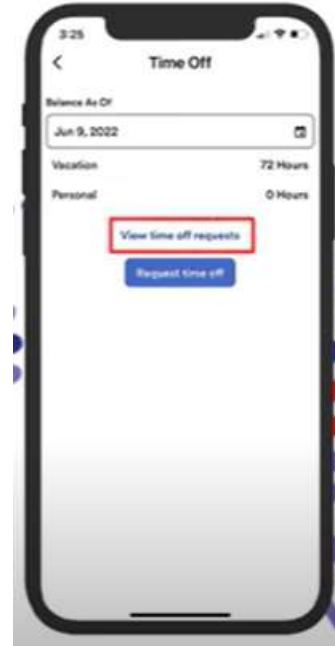 3:25
Time Off
Balance As Of
Jun 9, 2022
Vacation 72 Hours
Personal 0 Hours
View time off requests
Request time off